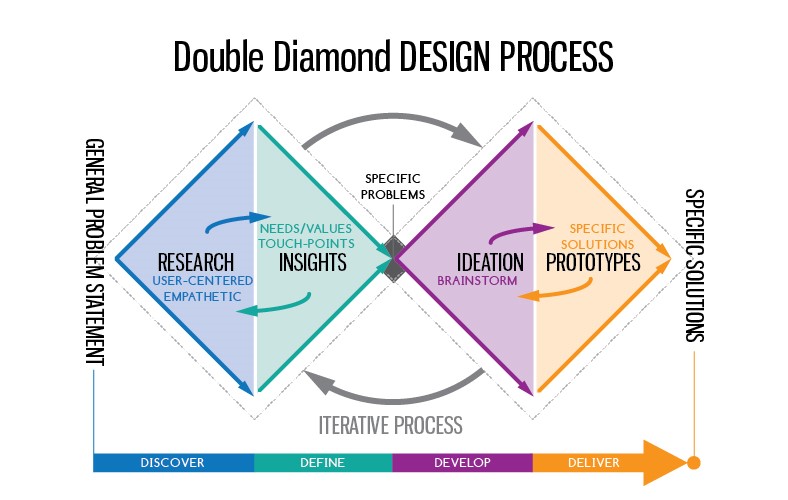 Double Diamond DESIGN PROCESS
GENERAL PROBLEM STATEMENT
SPECIFIC
PROBLEMS
NEEDS/VALUES
TOUCH-POINTS
RESEARCH
INSIGHTS
USER-CENTERED
EMPATHETIC
SPECIFIC
SOLUTIONS
IDEATION
PROTOTYPES
BRAINSTORM
SPECIFIC SOLUTIONS
ITERATIVE PROCESS
DISCOVER
DEFINE
DEVELOP
DELIVER